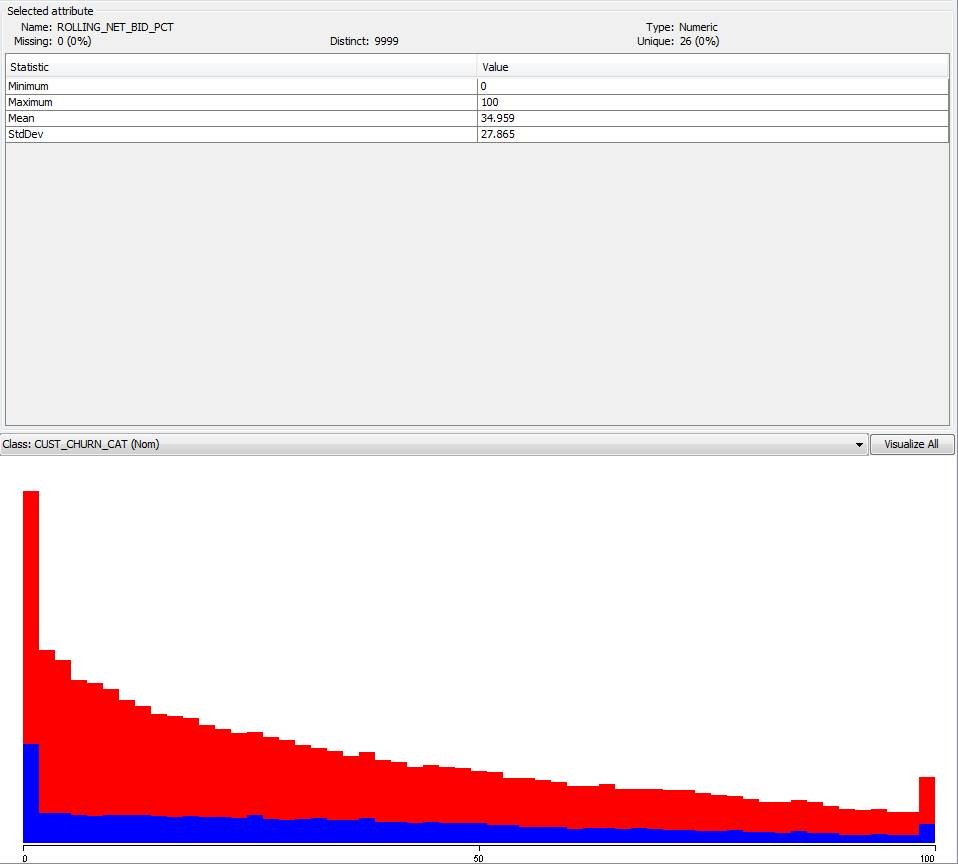 Selected attribute
Name: ROLLING_NET_BID_PCT Type: Numeric
Missing: 0 (0%) Distinct: 9999 Unique: 26 (0%)
Statistic Value
Minimum 0
Maximum 100
Mean 34.959
StdDev 27.865
Class: CUST_CHURN_CAT (Nom) Visualize All
0 50 100